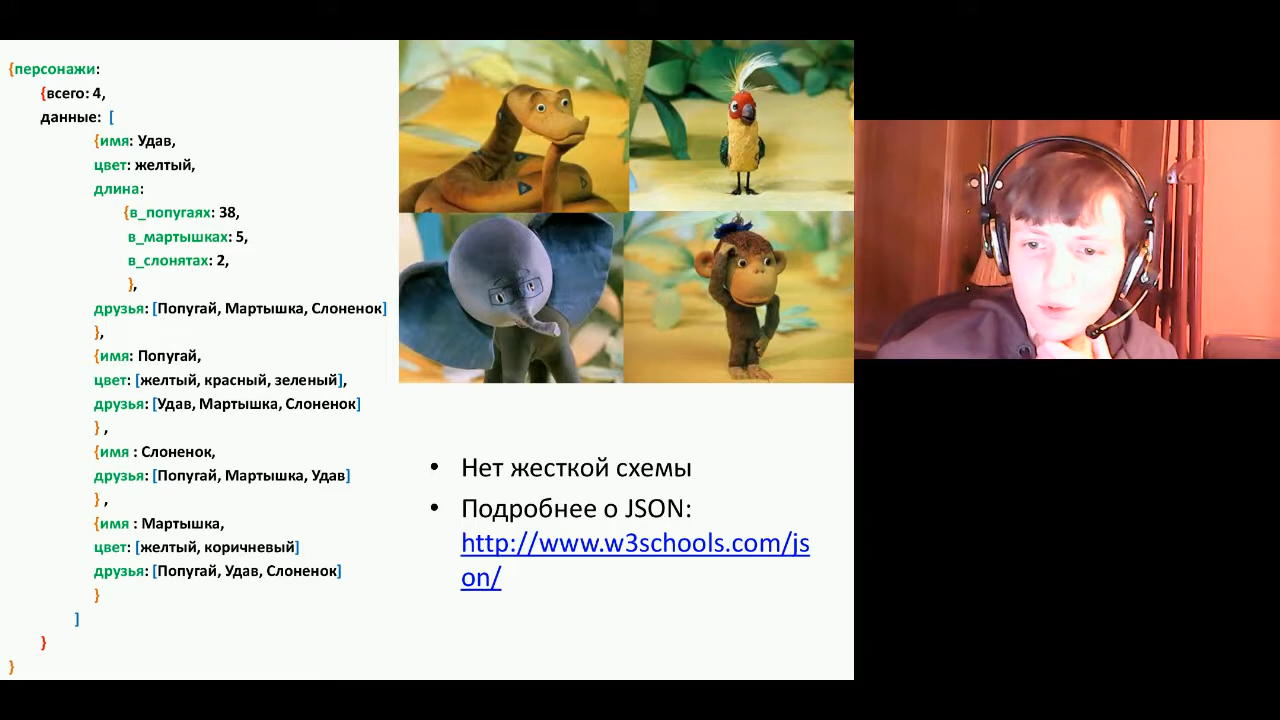 {персонажи:
{всего: 4,
данные: [
{имя: Удав,
цвет: желтый,
длина:
{в_попугаях: 38,
в_мартышках: 5,
в_слонятах: 2,
},
друзья: [Попугай, Мартышка, Слоненок]
},
{имя: Попугай,
цвет: [желтый, красный, зеленый],
друзья: [Удав, Мартышка, Слоненок]
} ,
{имя : Слоненок,
друзья: [Попугай, Мартышка, Удав]
} ,
{имя : Мартышка,
цвет: [желтый, коричневый]
друзья: [Попугай, Удав, Слоненок]
}
]
}
}
• Нет жесткой схемы
• Подробнее о JSON:
http://www.w3schools.com/js
on/